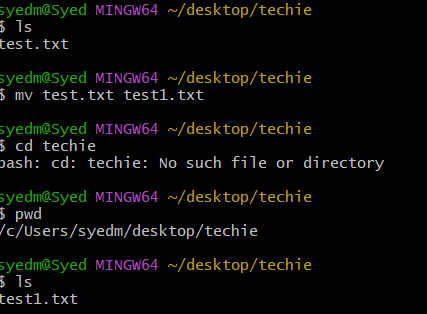 syedm@Syed MINGW64 ~/desktop/techie
$ ls
test.txt
syedm@Syed MINGW64 ~/desktop/techie
$ mv test.txt test1.txt
syedm@Syed MINGW64 ~/desktop/techie
$ cd techie
bash: cd: techie: No such file or directory
syedm@Syed MINGW64 ~/desktop/techie
$ pwd
/c/Users/syedm/desktop/techie
syedm@Syed MINGW64 ~/desktop/techie
$ ls
test1.txt